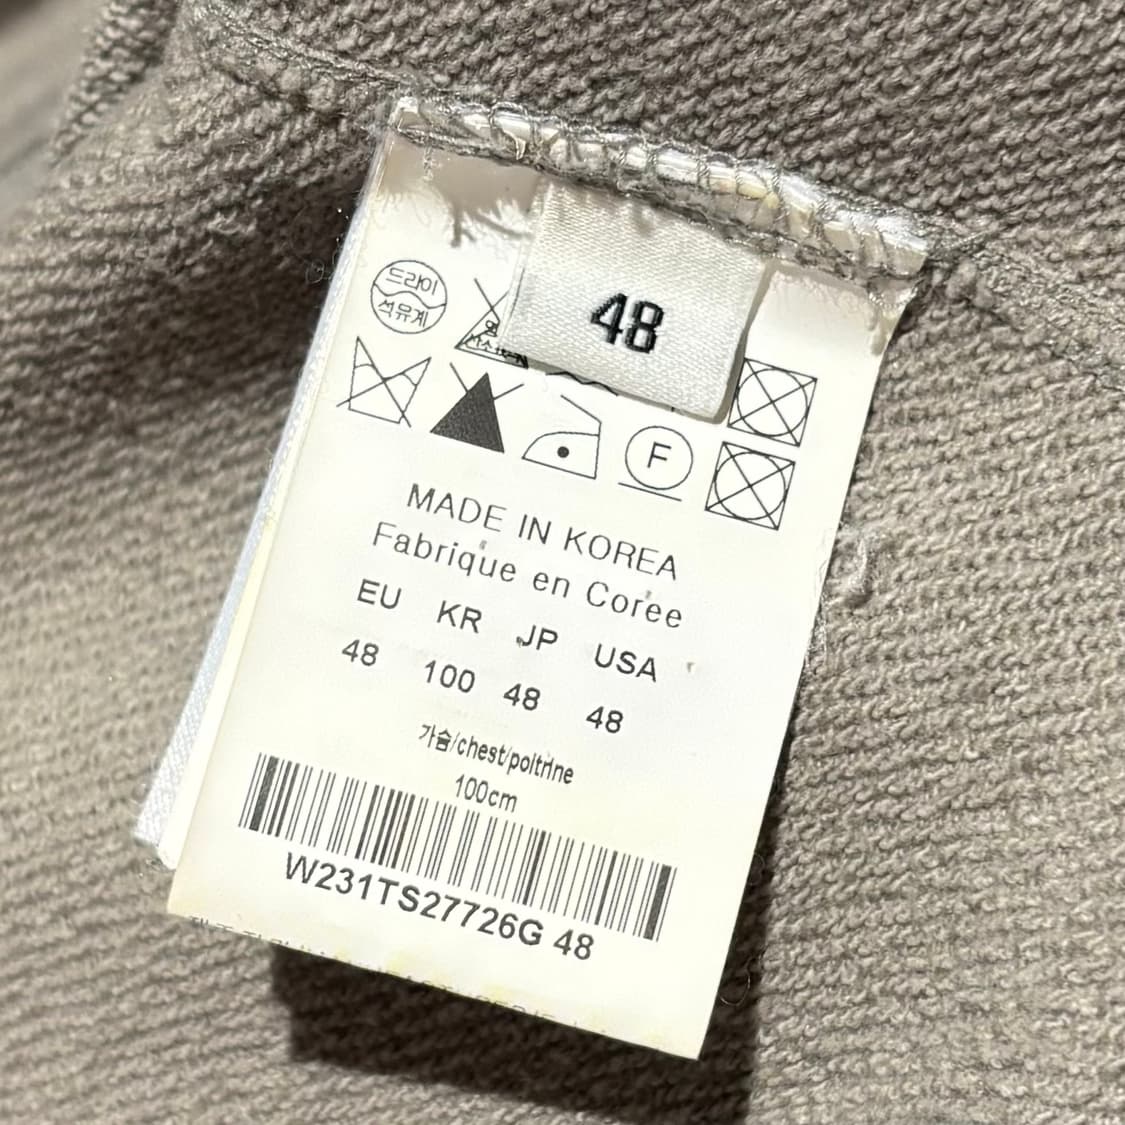 48
드라이
석유계
F
MADE IN KOREA
Fabrique en Corée
EU KR JP USA
48 100 48 48
가슴/chest/poitrine
100cm
W231TS27726G 48